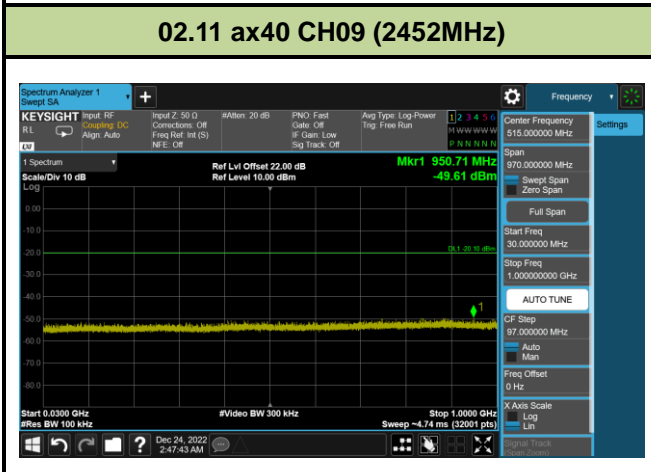 02.11 ax40 CH09 (2452MHz)
Spectrum Analyzer 1
Swept SA
+
Frequency
KEYSIGHT
RL
LXI
Input: RF
Coupling: DC
Align: Auto
Input Z: 50 Ω
Corrections: Off
Freq Ref: Int (S)
NFE: Off
#Atten: 20 dB
PNO: Fast
Gate: Off
IF Gain: Low
Sig Track: Off
Avg Type: Log-Power
Trig: Free Run
1 2 3 4 5 6
M W W W W W
P N N N N N
1 Spectrum
Scale/Div 10 dB
Log
Ref Lvl Offset 22.00 dB
Ref Level 10.00 dBm
Mkr1 950.71 MHz
-49.61 dBm
0.00
-10.0
-20.0
-30.0
-40.0
-50.0
-60.0
-70.0
-80.0
1
Start 0.0300 GHz
#Res BW 100 kHz
#Video BW 300 kHz
Stop 1.0000 GHz
Sweep ~4.74 ms (32001 pts)
?
Dec 24, 2022
2:47:43 AM
Center Frequency
515.000000 MHz
Settings
Span
970.000000 MHz
Swept Span
Zero Span
Full Span
Start Freq
30.000000 MHz
Stop Freq
1.000000000 GHz
AUTO TUNE
CF Step
97.000000 MHz
Auto
Man
Freq Offset
0 Hz
X Axis Scale
Log
Lin
Signal Track
(Span Zoom)